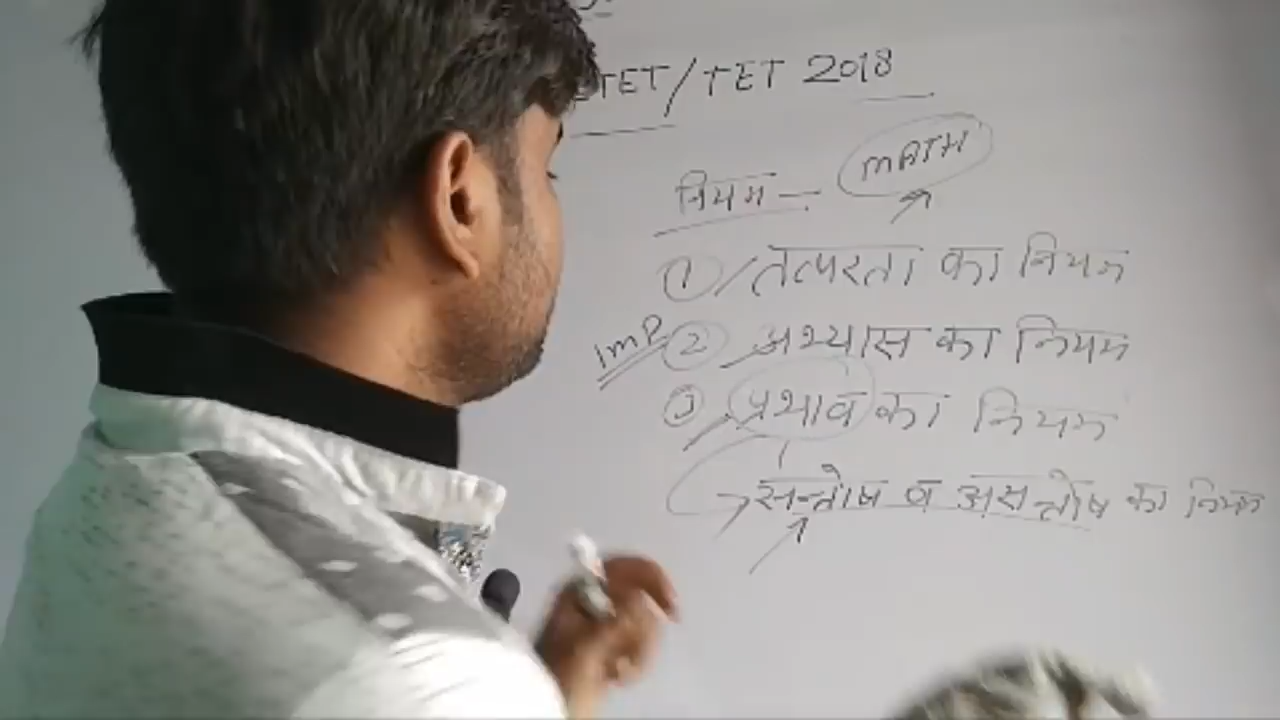 TET/TET 2018
नियम - MATH
① तत्परता का नियम
IMP ② अभ्यास का नियम
③ प्रभाव का नियम
सन्तोष व असन्तोष का नियम